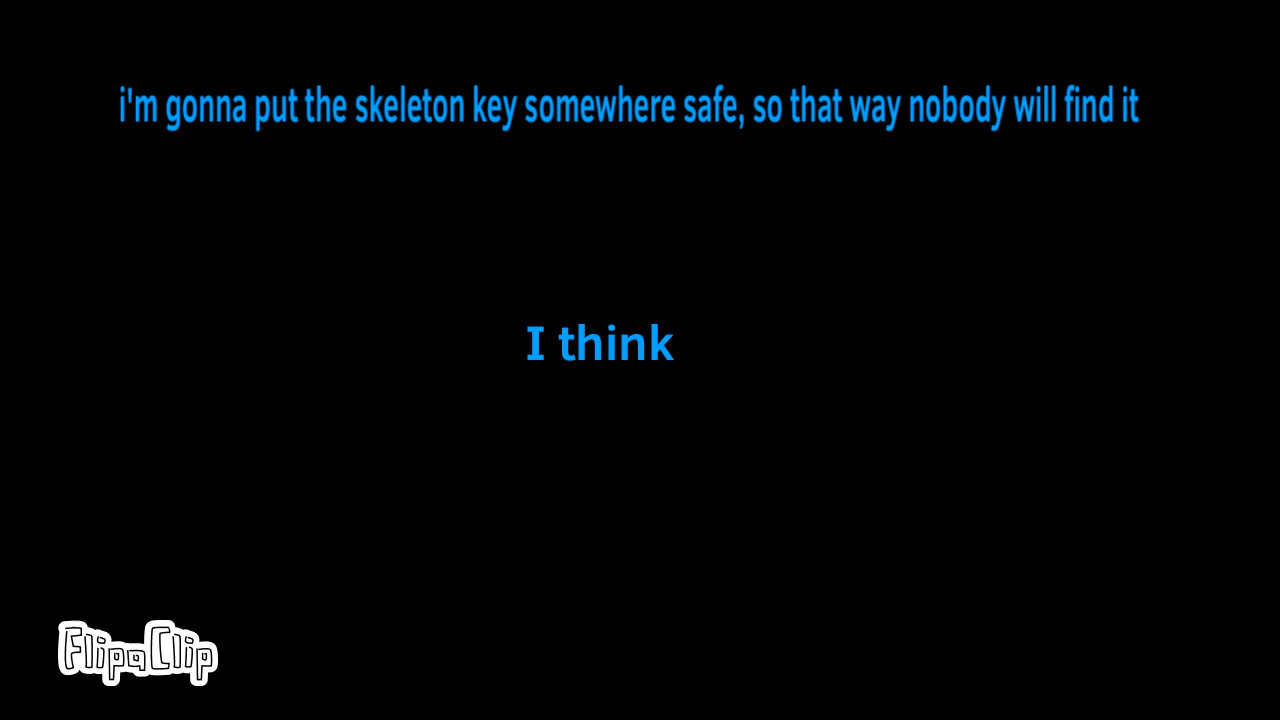 i'm gonna put the skeleton key somewhere safe, so that way nobody will find it
I think
FlipaClip